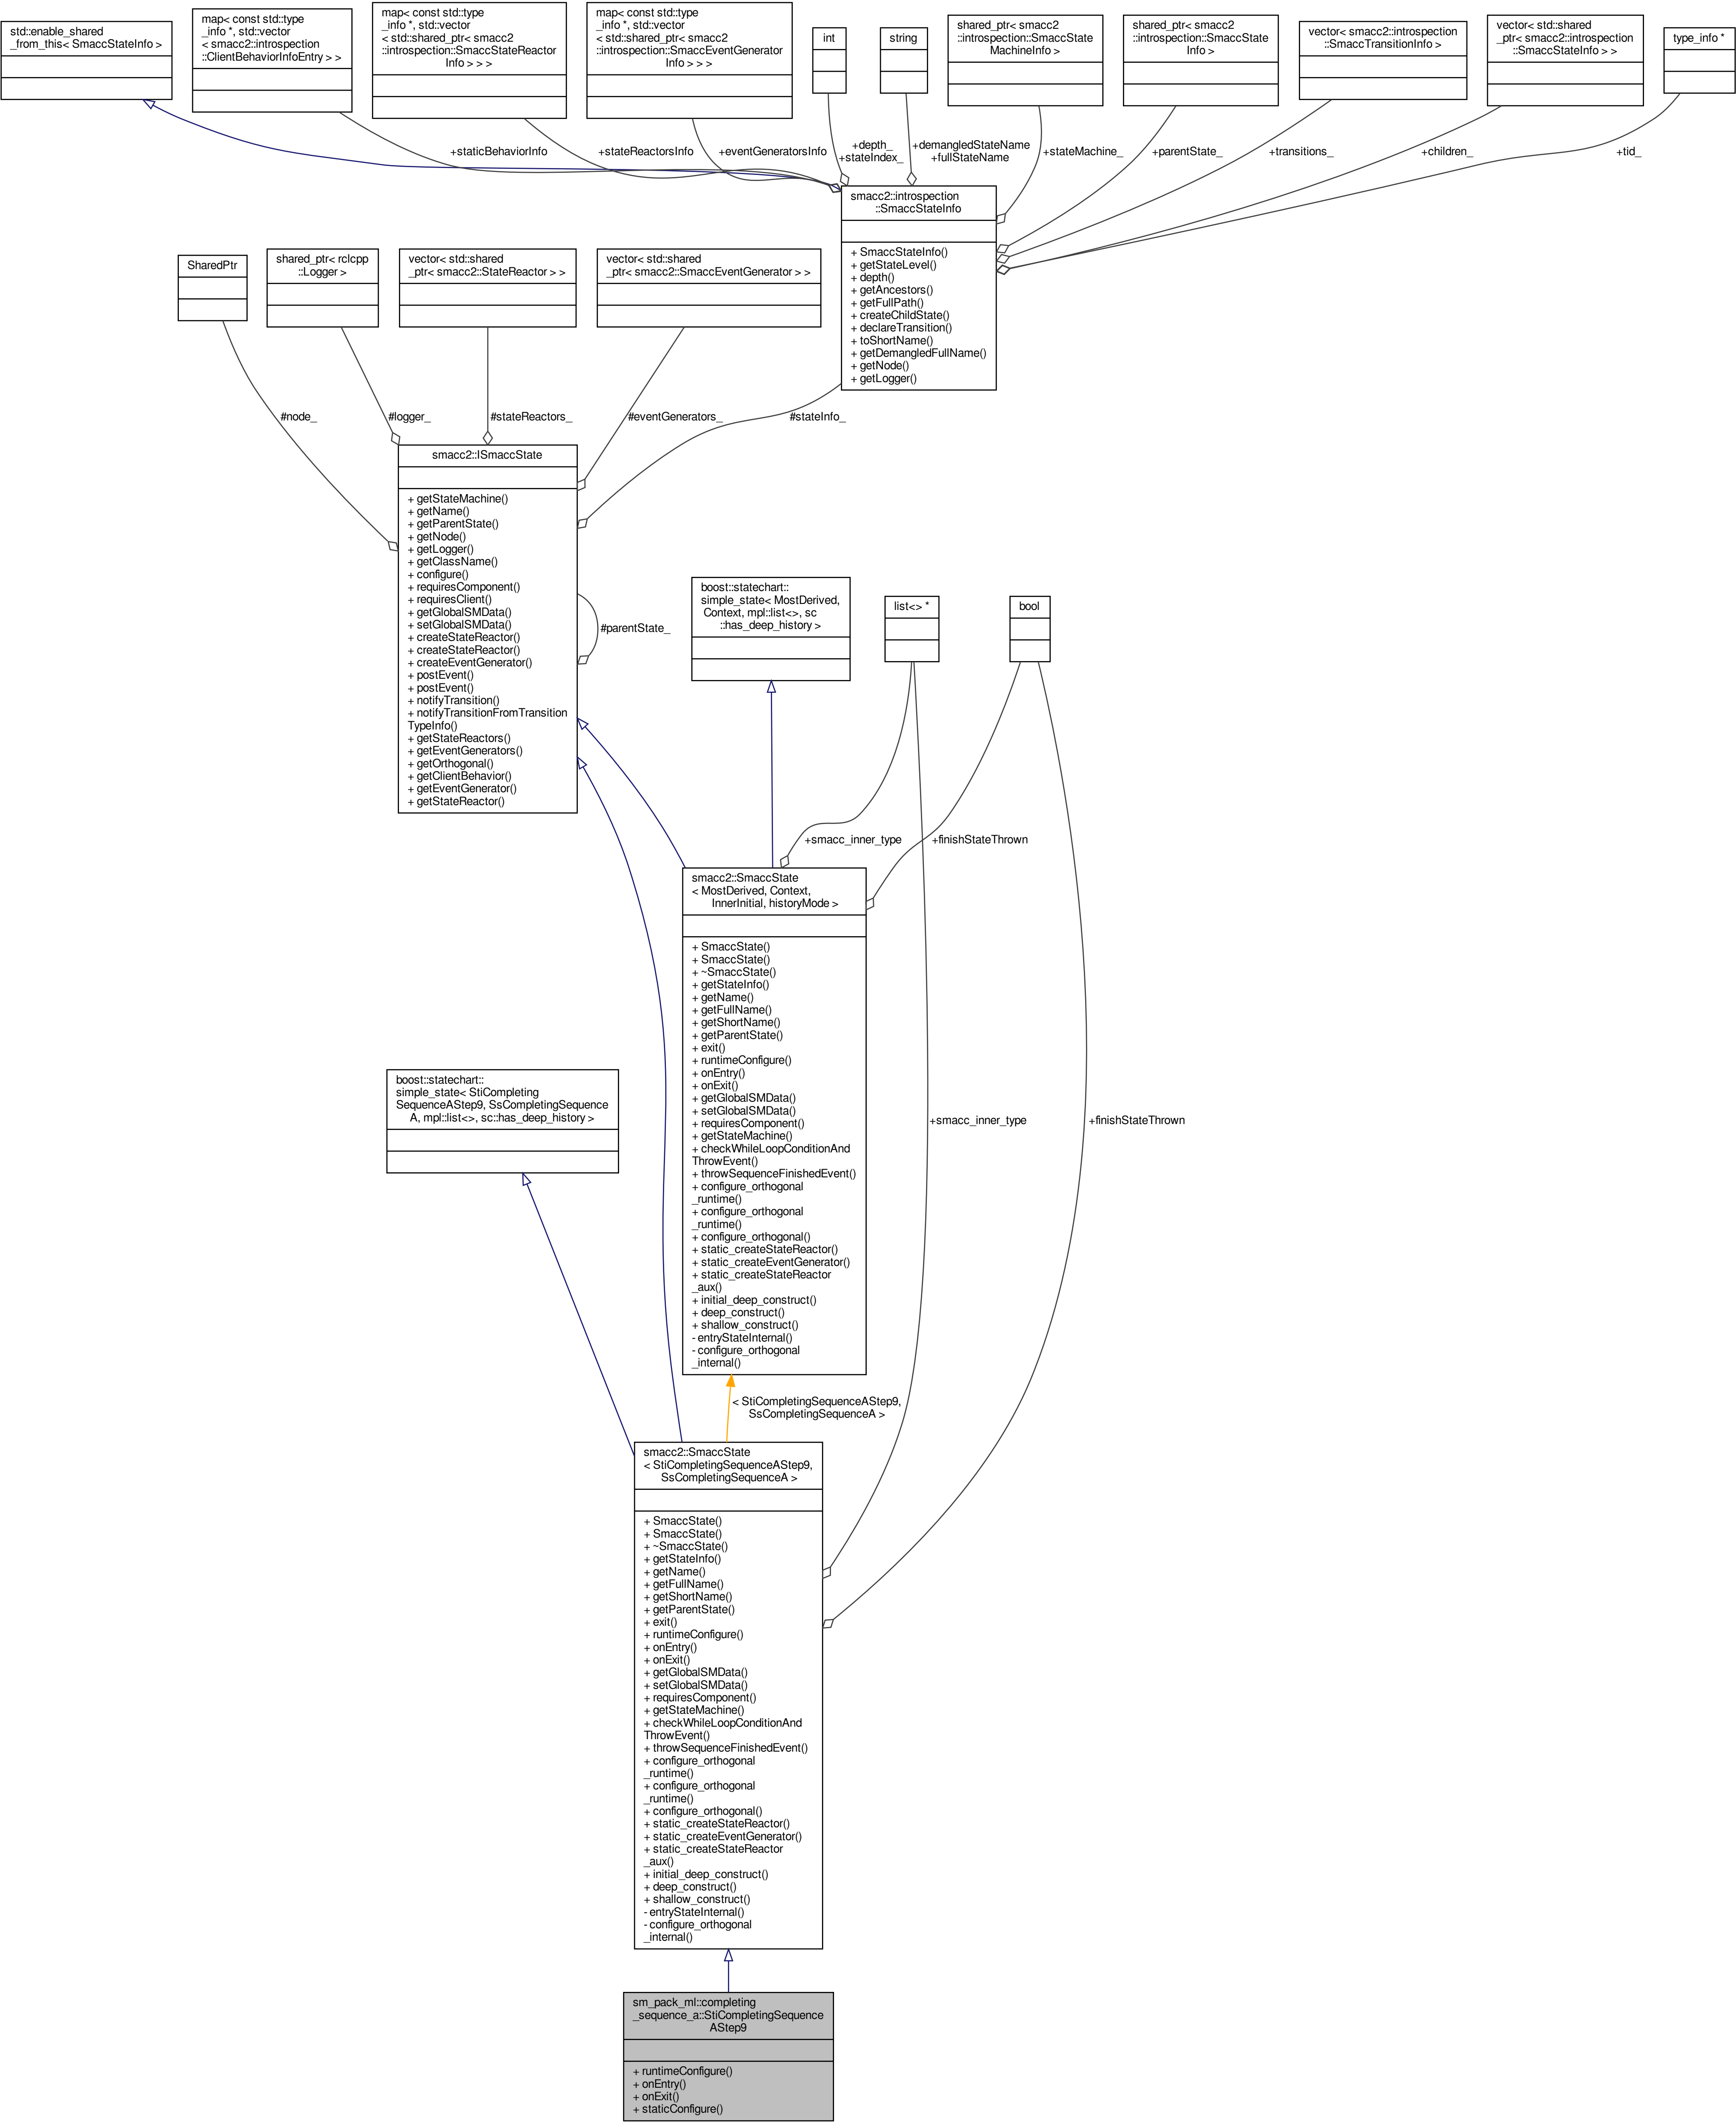 std::enable_shared
_from_this< SmaccStateInfo >
map< const std::type
_info *, std::vector
< smacc2::introspection
::ClientBehaviorInfoEntry > >
map< const std::type
_info *, std::vector
< std::shared_ptr< smacc2
::introspection::SmaccStateReactor
Info > > >
map< const std::type
_info *, std::vector
< std::shared_ptr< smacc2
::introspection::SmaccEventGenerator
Info > > >
int
string
shared_ptr< smacc2
::introspection::SmaccState
MachineInfo >
shared_ptr< smacc2
::introspection::SmaccState
Info >
vector< smacc2::introspection
::SmaccTransitionInfo >
vector< std::shared
_ptr< smacc2::introspection
::SmaccStateInfo > >
type_info *
+staticBehaviorInfo
+stateReactorsInfo
+eventGeneratorsInfo
+depth_
+stateIndex_
+demangledStateName
+fullStateName
+stateMachine_
+parentState_
+transitions_
+children_
+tid_
smacc2::introspection
::SmaccStateInfo
+ SmaccStateInfo()
+ getStateLevel()
+ depth()
+ getAncestors()
+ getFullPath()
+ createChildState()
+ declareTransition()
+ toShortName()
+ getDemangledFullName()
+ getNode()
+ getLogger()
SharedPtr
shared_ptr< rclcpp
::Logger >
vector< std::shared
_ptr< smacc2::StateReactor > >
vector< std::shared
_ptr< smacc2::SmaccEventGenerator > >
#node_
#logger_
#stateReactors_
#eventGenerators_
#stateInfo_
smacc2::ISmaccState
+ getStateMachine()
+ getName()
+ getParentState()
+ getNode()
+ getLogger()
+ getClassName()
+ configure()
+ requiresComponent()
+ requiresClient()
+ getGlobalSMData()
+ setGlobalSMData()
+ createStateReactor()
+ createStateReactor()
+ createEventGenerator()
+ postEvent()
+ postEvent()
+ notifyTransition()
+ notifyTransitionFromTransition
TypeInfo()
+ getStateReactors()
+ getEventGenerators()
+ getOrthogonal()
+ getClientBehavior()
+ getEventGenerator()
+ getStateReactor()
#parentState_
boost::statechart::
simple_state< MostDerived,
Context, mpl::list<>, sc
::has_deep_history >
list<> *
bool
+smacc_inner_type
+finishStateThrown
smacc2::SmaccState
< MostDerived, Context,
InnerInitial, historyMode >
+ SmaccState()
+ SmaccState()
+ ~SmaccState()
+ getStateInfo()
+ getName()
+ getFullName()
+ getShortName()
+ getParentState()
+ exit()
+ runtimeConfigure()
+ onEntry()
+ onExit()
+ getGlobalSMData()
+ setGlobalSMData()
+ requiresComponent()
+ getStateMachine()
+ checkWhileLoopConditionAnd
ThrowEvent()
+ throwSequenceFinishedEvent()
+ configure_orthogonal
_runtime()
+ configure_orthogonal
_runtime()
+ configure_orthogonal()
+ static_createStateReactor()
+ static_createEventGenerator()
+ static_createStateReactor
_aux()
+ initial_deep_construct()
+ deep_construct()
+ shallow_construct()
- entryStateInternal()
- configure_orthogonal
_internal()
boost::statechart::
simple_state< StiCompleting
SequenceAStep9, SsCompletingSequence
A, mpl::list<>, sc::has_deep_history >
+smacc_inner_type
+finishStateThrown
< StiCompletingSequenceAStep9,
SsCompletingSequenceA >
smacc2::SmaccState
< StiCompletingSequenceAStep9,
SsCompletingSequenceA >
+ SmaccState()
+ SmaccState()
+ ~SmaccState()
+ getStateInfo()
+ getName()
+ getFullName()
+ getShortName()
+ getParentState()
+ exit()
+ runtimeConfigure()
+ onEntry()
+ onExit()
+ getGlobalSMData()
+ setGlobalSMData()
+ requiresComponent()
+ getStateMachine()
+ checkWhileLoopConditionAnd
ThrowEvent()
+ throwSequenceFinishedEvent()
+ configure_orthogonal
_runtime()
+ configure_orthogonal
_runtime()
+ configure_orthogonal()
+ static_createStateReactor()
+ static_createEventGenerator()
+ static_createStateReactor
_aux()
+ initial_deep_construct()
+ deep_construct()
+ shallow_construct()
- entryStateInternal()
- configure_orthogonal
_internal()
sm_pack_ml::completing
_sequence_a::StiCompletingSequence
AStep9
+ runtimeConfigure()
+ onEntry()
+ onExit()
+ staticConfigure()